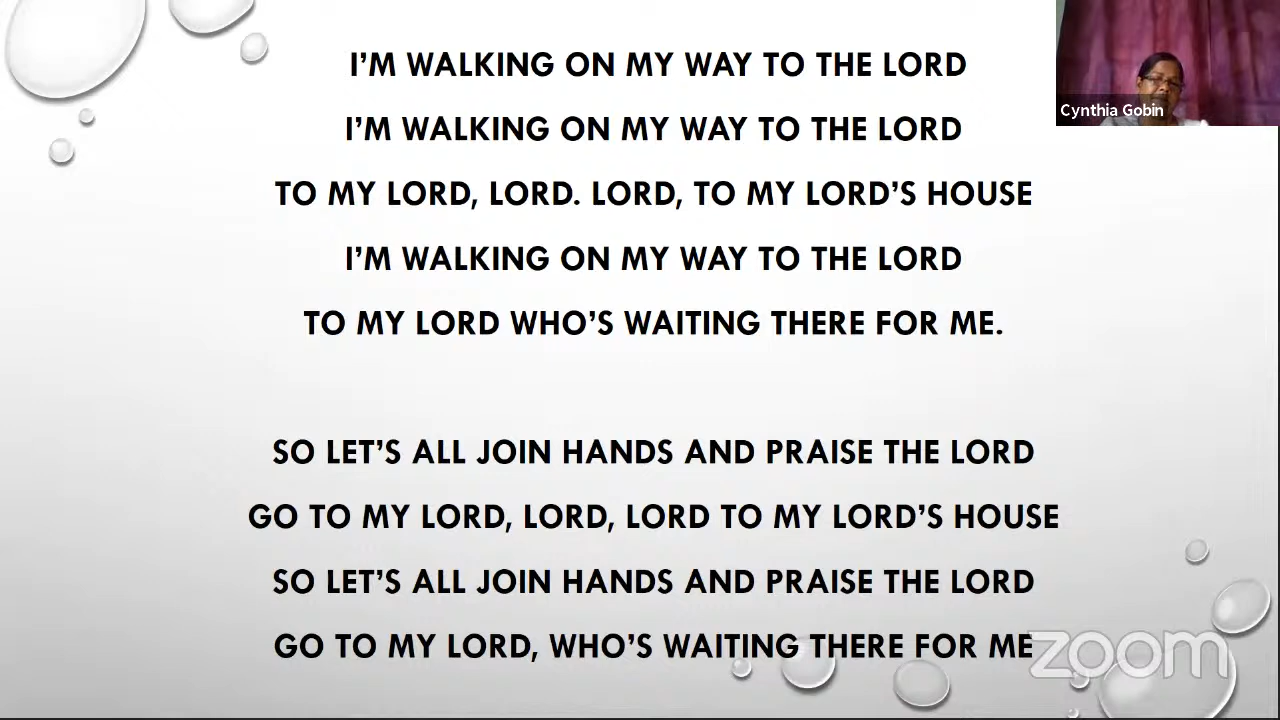 I’M WALKING ON MY WAY TO THE LORD
Cynthia Gobin
I’M WALKING ON MY WAY TO THE LORD
TO MY LORD, LORD. LORD, TO MY LORD’S HOUSE
I’M WALKING ON MY WAY TO THE LORD
TO MY LORD WHO’S WAITING THERE FOR ME.
SO LET’S ALL JOIN HANDS AND PRAISE THE LORD
GO TO MY LORD, LORD, LORD TO MY LORD’S HOUSE
SO LET’S ALL JOIN HANDS AND PRAISE THE LORD
GO TO MY LORD, WHO’S WAITING THERE FOR ME
zoom